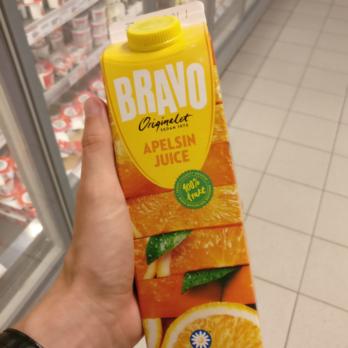 BRAVO
Originalet
SEDAN 1976
APELSIN
JUICE
100%
frukt